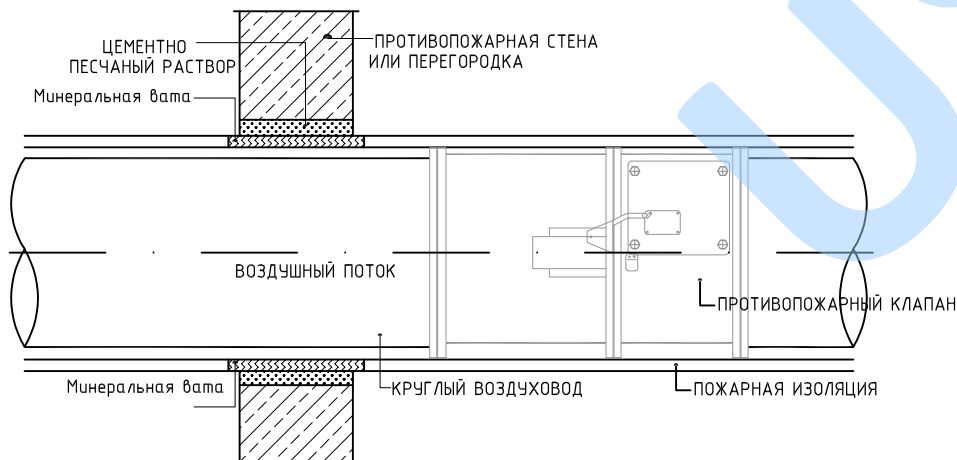 ЦЕМЕНТНО
ПЕСЧАНЫЙ РАСТВОР
ПРОТИВОПОЖАРНАЯ СТЕНА
ИЛИ ПЕРЕГОРОДКА
Минеральная вата
ВОЗДУШНЫЙ ПОТОК
ПРОТИВОПОЖАРНЫЙ КЛАПАН
Минеральная вата
КРУГЛЫЙ ВОЗДУХОВОД
ПОЖАРНАЯ ИЗОЛЯЦИЯ